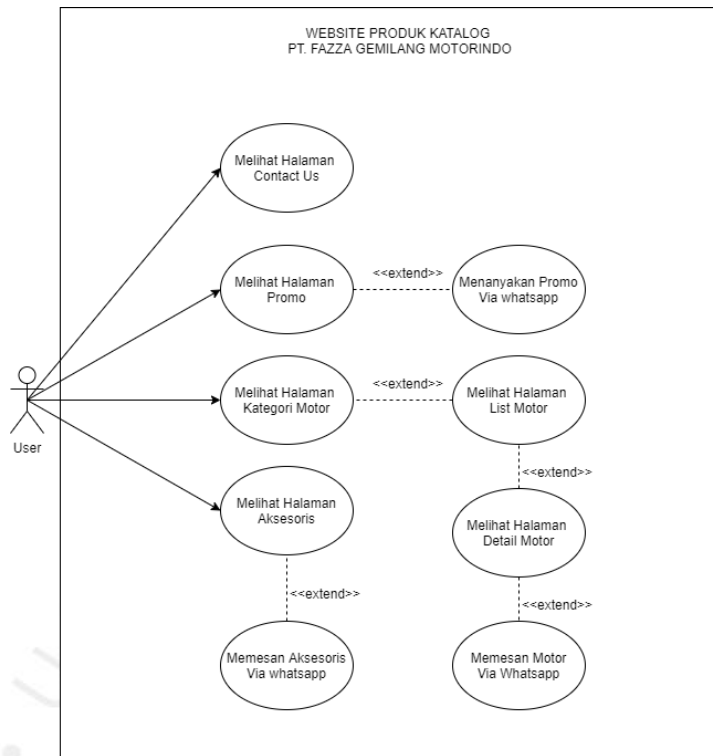 WEBSITE PRODUK KATALOG
PT. FAZZA GEMILANG MOTORINDO
Melihat Halaman
Contact Us
Melihat Halaman
Promo
<<extend>>
Menanyakan Promo
Via whatsapp
User
Melihat Halaman
Kategori Motor
<<extend>>
Melihat Halaman
List Motor
<<extend>>
Melihat Halaman
Aksesoris
Melihat Halaman
Detail Motor
<<extend>>
<<extend>>
Memesan Aksesoris
Via whatsapp
Memesan Motor
Via Whatsapp